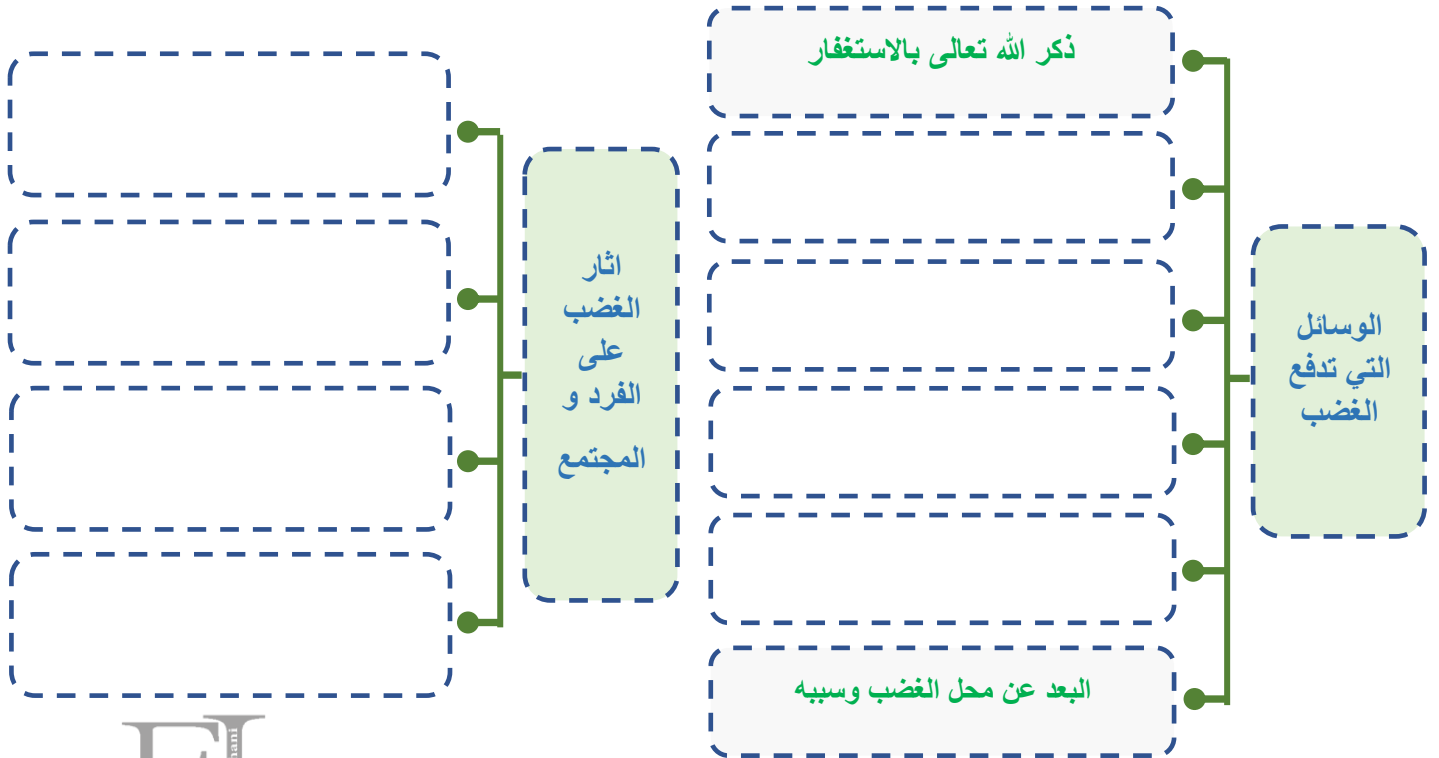 ذكر الله تعالى بالاستغفار
الوسائل
التي تدفع
الغضب
البعد عن محل الغضب وسببه
اثار
الغضب
على
الفرد و
المجتمع